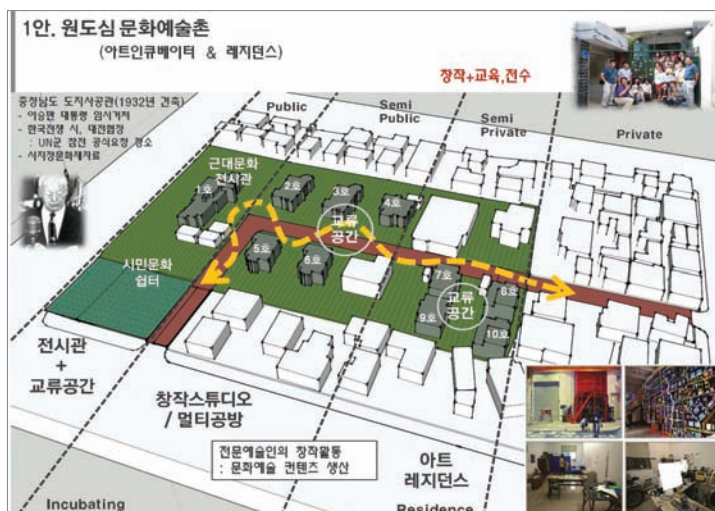 1안. 원도심 문화예술촌
(아트인큐베이터 & 레지던스)
창작+교육,전수
충청남도 도지사공관(1932년 건축)
- 이승만 대통령 임시거처
- 한국전쟁 시, 대전협정
: UN군 참전 공식요청 장소
- 시지정문화재자료
Public
Semi
Public
Semi
Private
Private
근대문화
전시관
1호
2호
3호
4호
교류
공간
5호
6호
시민문화
쉼터
7호
8호
9호
10호
교류
공간
전시관
+
교류공간
창작스튜디오
/ 멀티공방
전문예술인의 창작활동
: 문화예술 컨텐츠 생산
아트
레지던스
Incubating
Residence